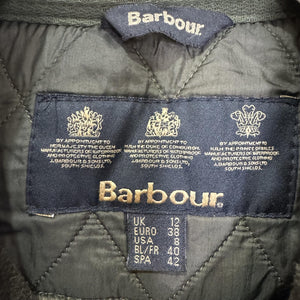 Barbour.
BY APPOINTMENT TO
HER MAJESTY THE QUEEN
MANUFACTURERS OF WATERPROOF
AND PROTECTIVE CLOTHING
J. BARBOUR AND SONS LTD
SOUTH SHIELDS.
BY APPOINTMENT TO
H.R.H. THE DUKE OF EDINBURGH
MANUFACTURERS OF WATERPROOF
AND PROTECTIVE CLOTHING
J. BARBOUR AND SONS LTD
SOUTH SHIELDS.
BY APPOINTMENT TO
H.R.H. THE PRINCE OF WALES
MANUFACTURERS OF WATERPROOF
AND PROTECTIVE CLOTHING
J. BARBOUR AND SONS LTD
SOUTH SHIELDS.
Barbour.
UK 12
EURO 38
USA 8
BL/FR 40
SPA 42